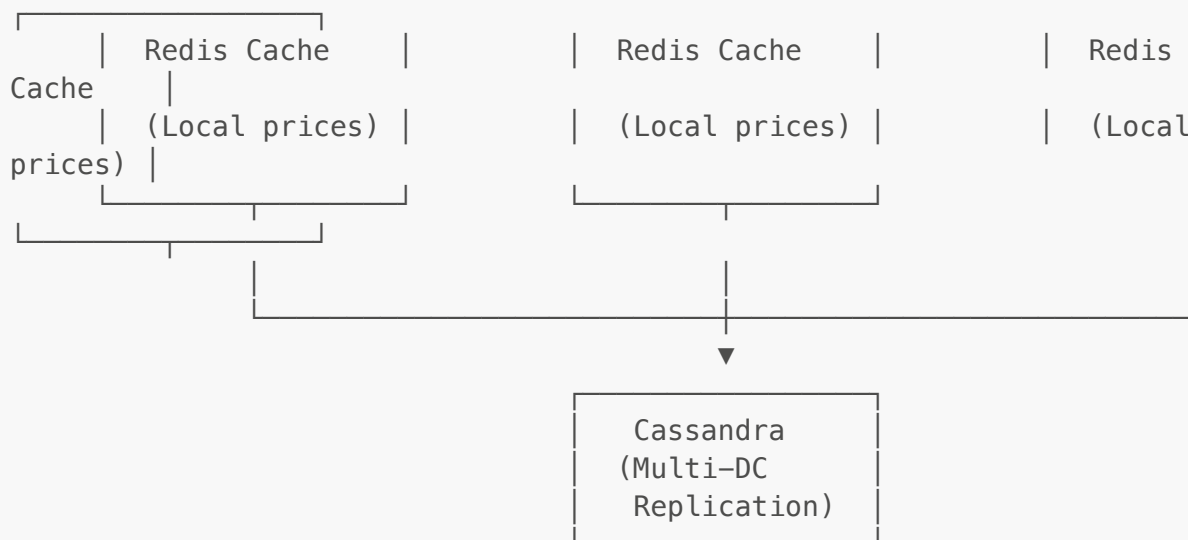 Redis Cache Redis Cache Redis
Cache
(Local prices) (Local prices) (Local
prices)
Cassandra
(Multi-DC
Replication)